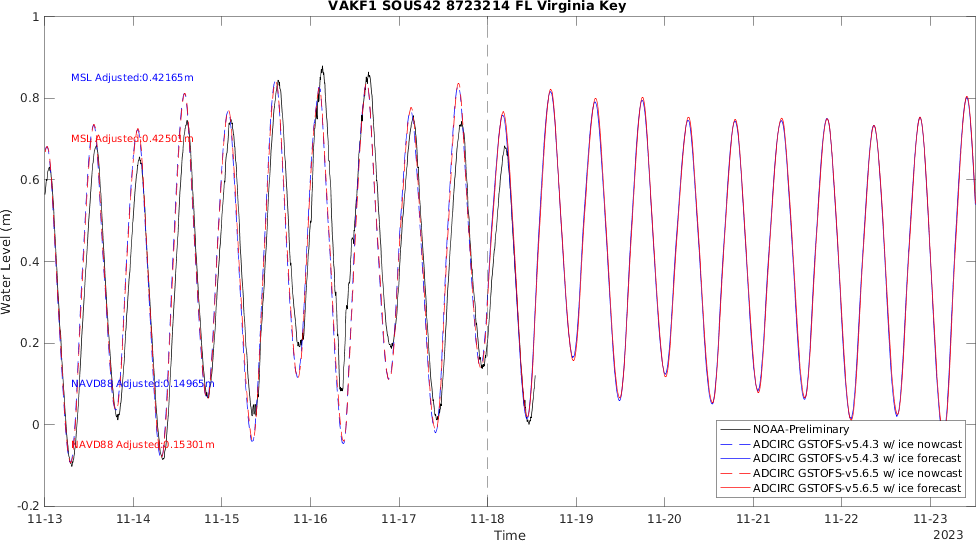 VAKF1 SOUS42 8723214 FL Virginia Key
1
0.8
0.6
0.4
0.2
0
-0.2
Water Level (m)
MSL Adjusted:0.42165m
MSL Adjusted:0.42501m
NAVD88 Adjusted:0.14965m
NAVD88 Adjusted:0.15301m
NOAA-Preliminary
ADCIRC GSTOFS-v5.4.3 w/ ice nowcast
ADCIRC GSTOFS-v5.4.3 w/ ice forecast
ADCIRC GSTOFS-v5.6.5 w/ ice nowcast
ADCIRC GSTOFS-v5.6.5 w/ ice forecast
11-13 11-14 11-15 11-16 11-17 11-18 11-19 11-20 11-21 11-22 11-23
Time
2023